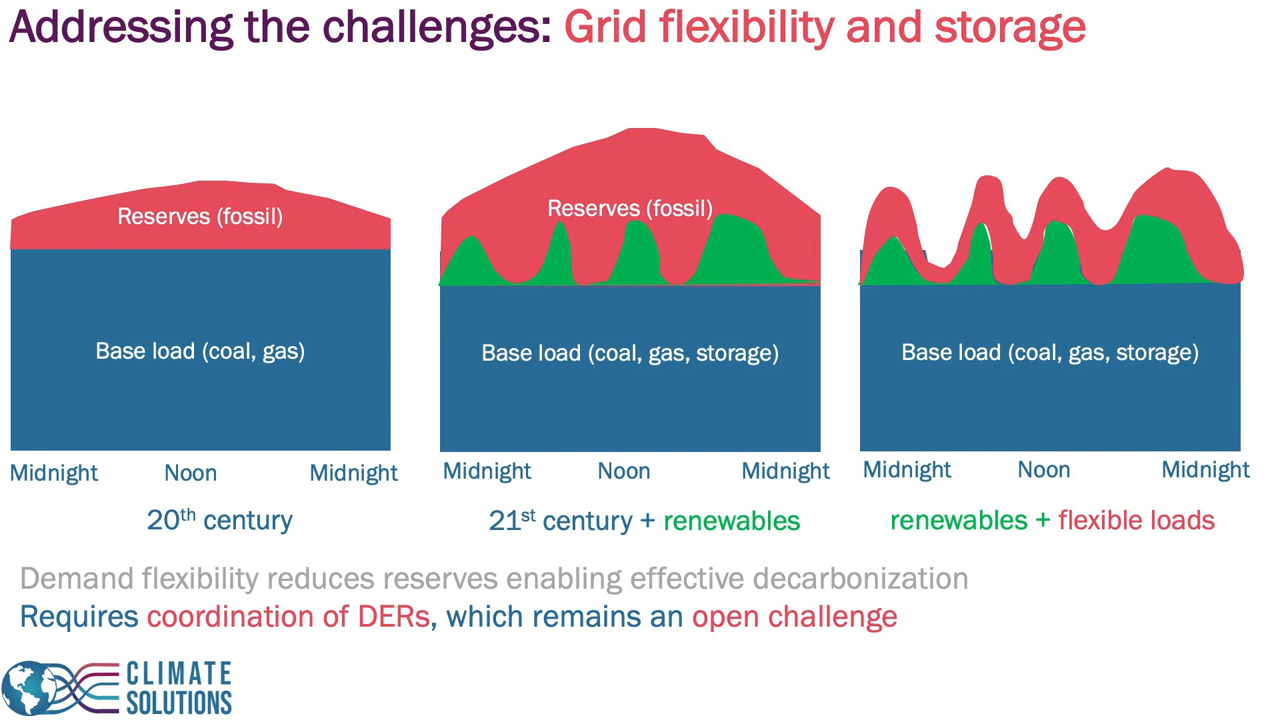 Addressing the challenges: Grid flexibility and storage
Reserves (fossil)
Base load (coal, gas)
Midnight Noon Midnight
20th century
Reserves (fossil)
Base load (coal, gas, storage)
Midnight Noon Midnight
21st century + renewables
Base load (coal, gas, storage)
Midnight Noon Midnight
renewables + flexible loads
Demand flexibility reduces reserves enabling effective decarbonization
Requires coordination of DERs, which remains an open challenge
CLIMATE
SOLUTIONS